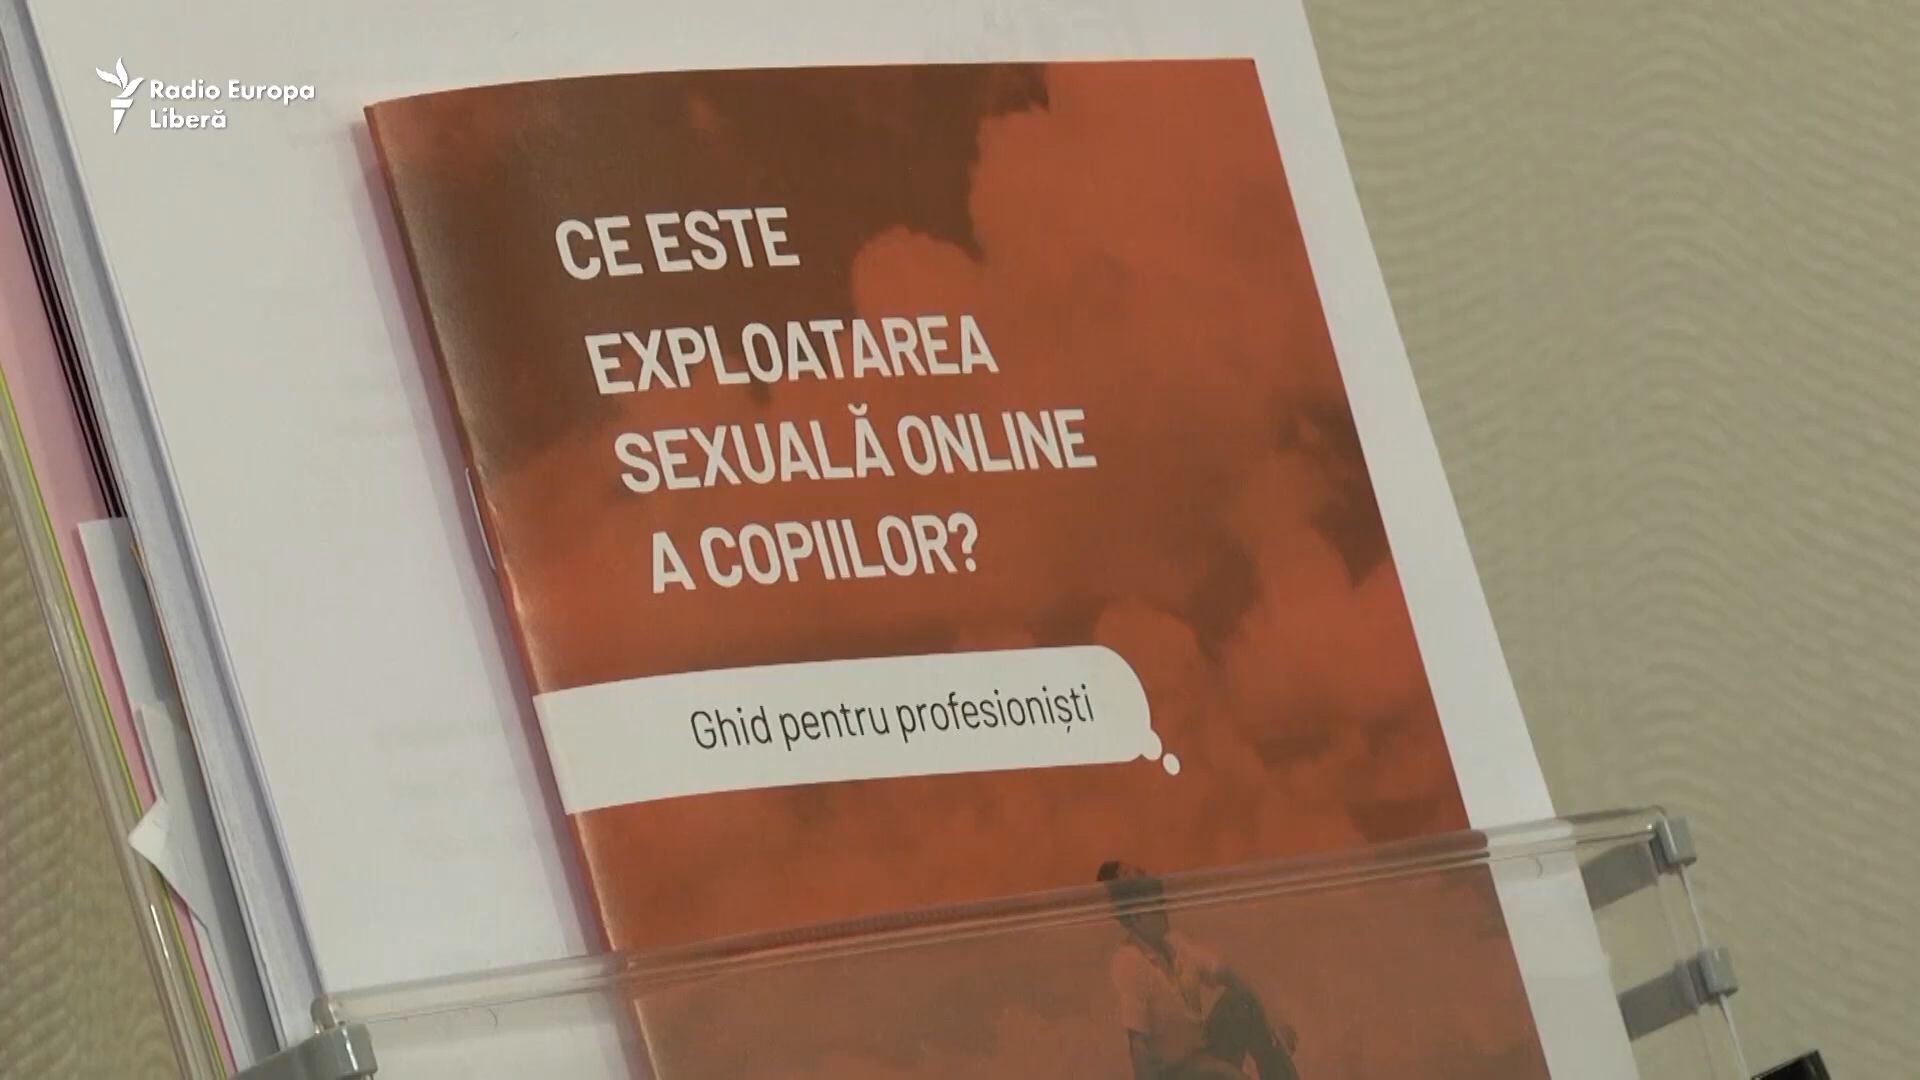 Radio Europa
Liberă
CE ESTE
EXPLOATAREA
SEXUALĂ ONLINE
A COPIILOR?
Ghid pentru profesioniști